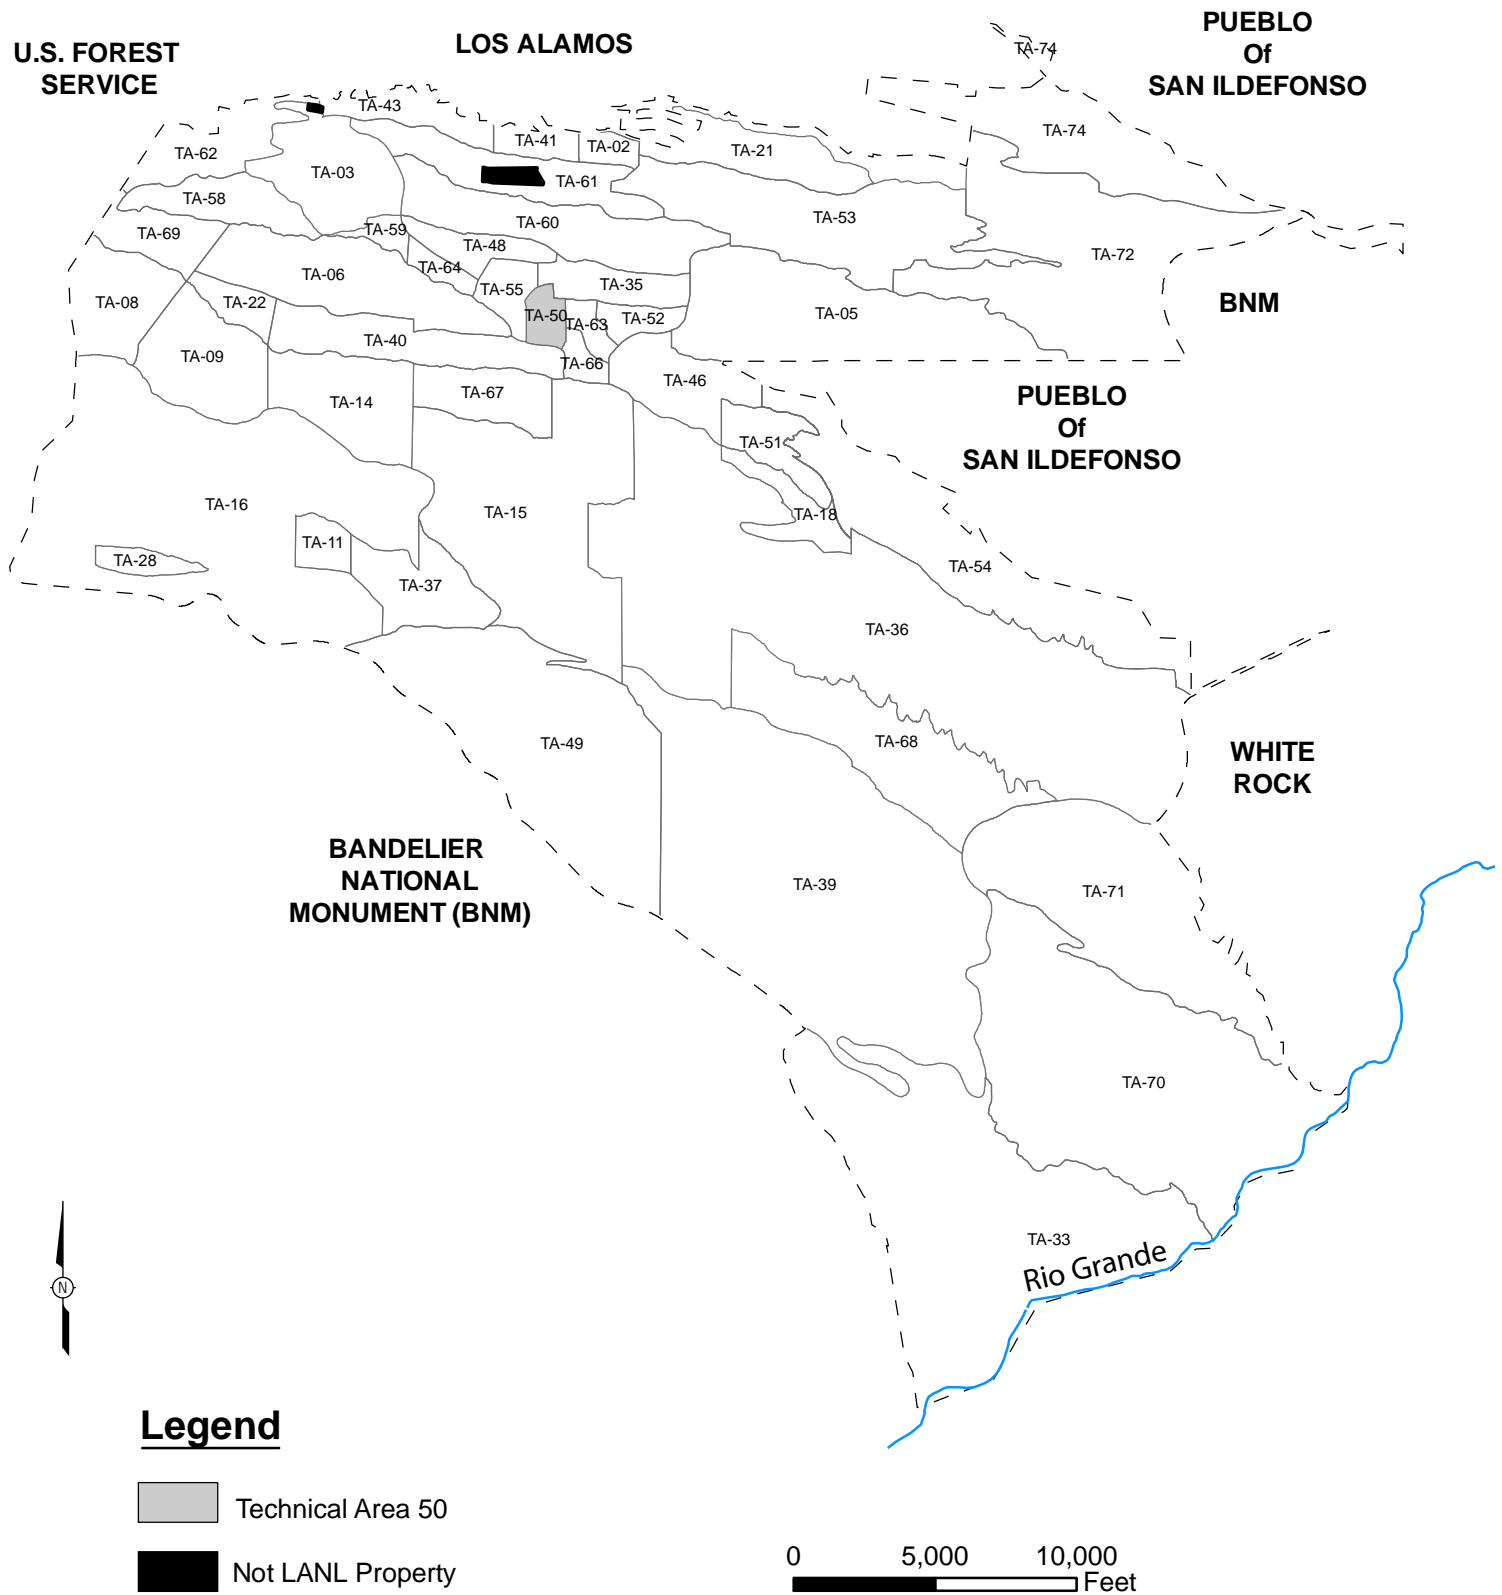 U.S. FOREST
SERVICE
LOS ALAMOS
PUEBLO
Of
SAN ILDEFONSO
TA-74
TA-43
TA-74
TA-41
TA-02
TA-21
TA-62
TA-03
TA-61
TA-58
TA-53
TA-60
TA-59
TA-69
TA-48
TA-72
TA-64
TA-06
TA-35
TA-55
TA-08
TA-22
BNM
TA-50
TA-63
TA-52
TA-05
TA-40
TA-09
TA-66
TA-46
TA-67
TA-14
PUEBLO
Of
SAN ILDEFONSO
TA-51
TA-16
TA-15
TA-18
TA-11
TA-28
TA-54
TA-37
TA-36
TA-49
TA-68
WHITE
ROCK
BANDELIER
NATIONAL
MONUMENT (BNM)
TA-39
TA-71
TA-70
TA-33
Rio Grande
N
Legend
Technical Area 50
Not LANL Property
0 5,000 10,000
Feet